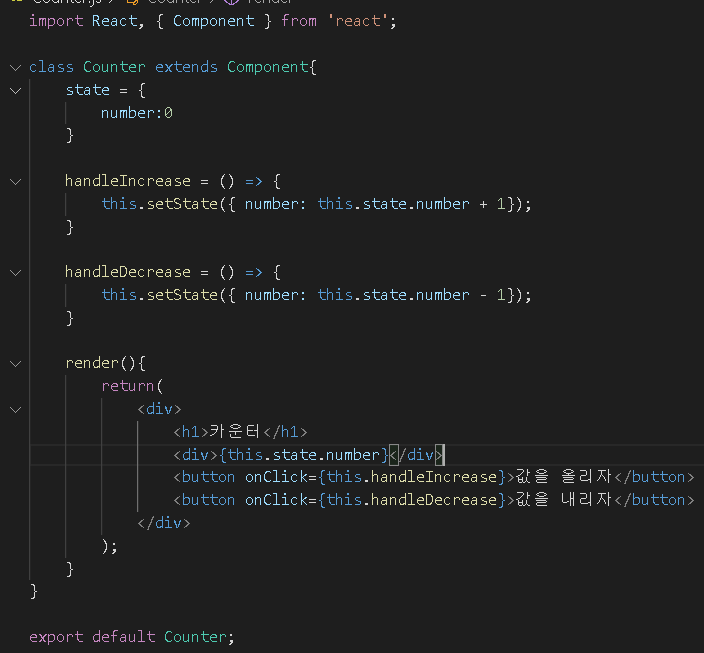 Counter.js > Counter > render
import React, { Component } from 'react';
class Counter extends Component{
state = {
number:0
}
handleIncrease = () => {
this.setState({ number: this.state.number + 1});
}
handleDecrease = () => {
this.setState({ number: this.state.number - 1});
}
render(){
return(
<div>
<h1>카운터</h1>
<div>{this.state.number}</div>
<button onClick={this.handleIncrease}>값을 올리자</button>
<button onClick={this.handleDecrease}>값을 내리자</button>
</div>
);
}
}
export default Counter;